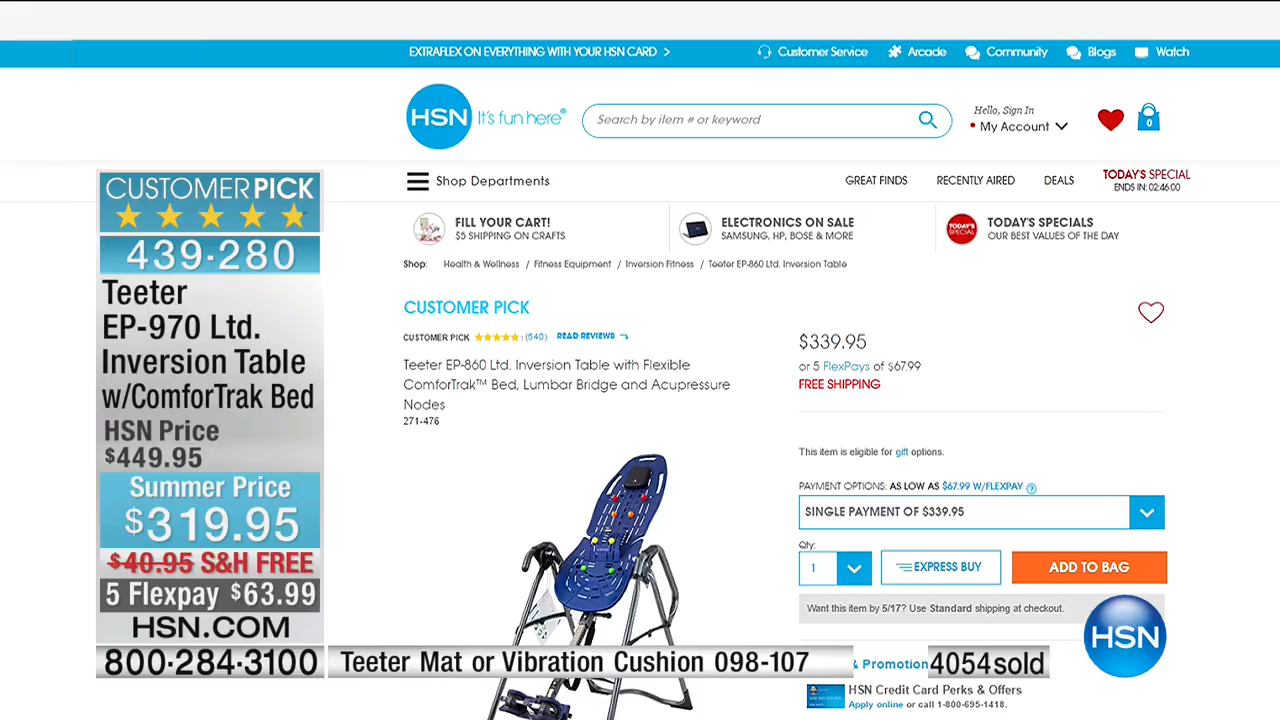 EXTRAFLEX ON EVERYTHING WITH YOUR HSN CARD >
Customer Service
Arcade
Community
Blogs
Watch
HSN It's fun here®
Search by item # or keyword
Hello, Sign In
My Account
0
Shop Departments
GREAT FINDS
RECENTLY AIRED
DEALS
TODAY'S SPECIAL
ENDS IN: 02:46:00
FILL YOUR CART!
$5 SHIPPING ON CRAFTS
ELECTRONICS ON SALE
SAMSUNG, HP, BOSE & MORE
TODAY'S SPECIAL
TODAY'S SPECIALS
OUR BEST VALUES OF THE DAY
Shop: Health & Wellness / Fitness Equipment / Inversion Fitness / Teeter EP-860 Ltd. Inversion Table
CUSTOMER PICK
CUSTOMER PICK (540) READ REVIEWS
Teeter EP-860 Ltd. Inversion Table with Flexible
ComforTrak™ Bed, Lumbar Bridge and Acupressure
Nodes
271-476
$339.95
or 5 FlexPays of $67.99
FREE SHIPPING
This item is eligible for gift options.
PAYMENT OPTIONS: AS LOW AS $67.99 W/FLEXPAY ?
SINGLE PAYMENT OF $339.95
Qty:
1
EXPRESS BUY
ADD TO BAG
Want this item by 5/17? Use Standard shipping at checkout.
& Promotion
HSN Credit Card Perks & Offers
Apply online or call 1-800-695-1418.
CUSTOMER PICK
439·280
Teeter
EP-970 Ltd.
Inversion Table
w/ComforTrak Bed
HSN Price
$449.95
Summer Price
$319.95
$40.95 S&H FREE
5 Flexpay $63.99
HSN.COM
800·284·3100
Teeter Mat or Vibration Cushion 098-107
4054 sold
HSN